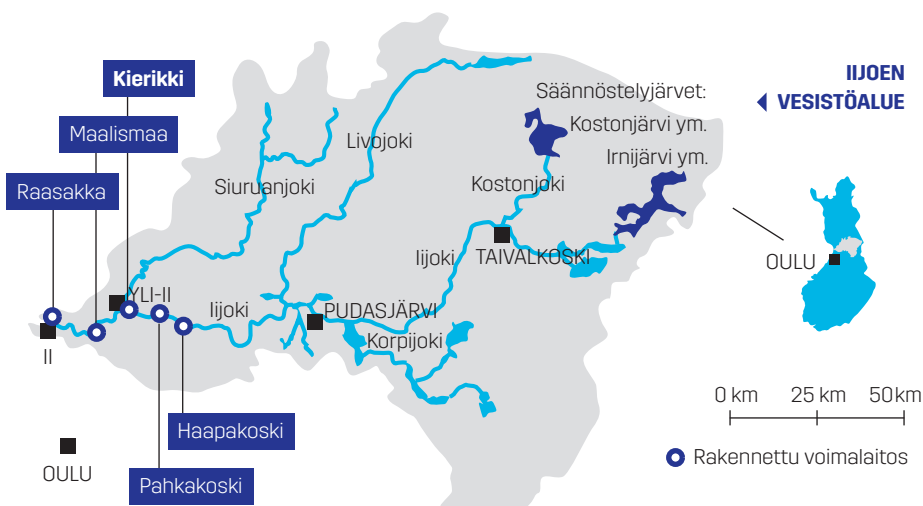 Kierikki
Maalismaa
Raasakka
Siuruanjoki
Livojoki
Säännöstelyjärvet:
Kostonjärvi ym.
Irnijärvi ym.
Kostonjoki
Iijoki
TAIVALKOSKI
YLI-II
Iijoki
PUDASJÄRVI
Korpijoki
II
OULU
Haapakoski
Pahkakoski
IIJOEN
VESISTÖALUE
OULU
0 km 25 km 50 km
Rakennettu voimalaitos